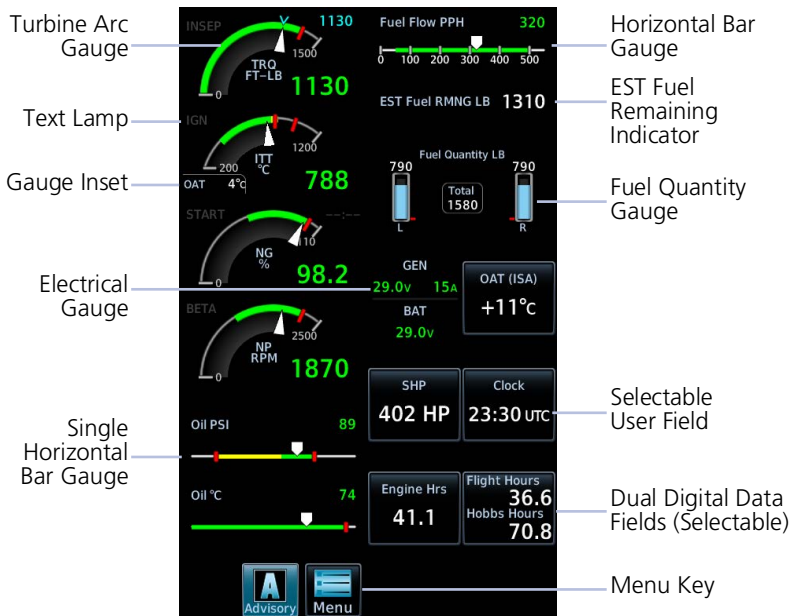 Turbine Arc
Gauge
Text Lamp
Gauge Inset
Electrical
Gauge
Single
Horizontal
Bar Gauge
INSEP
1130
1500
TRQ
FT-LB
0
1130
IGN
1200
200
ITT
°C
OAT 4°C
788
START
--:--
110
NG
%
0
98.2
BETA
2500
NP
RPM
0
1870
Oil PSI 89
Oil °C 74
A
Advisory
Menu
Fuel Flow PPH 320
0 100 200 300 400 500
EST Fuel RMNG LB 1310
Fuel Quantity LB
790 790
Total
1580
L R
GEN
29.0V 15A
BAT
29.0V
OAT (ISA)
+11°C
SHP
402 HP
Clock
23:30 UTC
Engine Hrs
41.1
Flight Hours
36.6
Hobbs Hours
70.8
Horizontal Bar
Gauge
EST Fuel
Remaining
Indicator
Fuel Quantity
Gauge
Selectable
User Field
Dual Digital Data
Fields (Selectable)
Menu Key